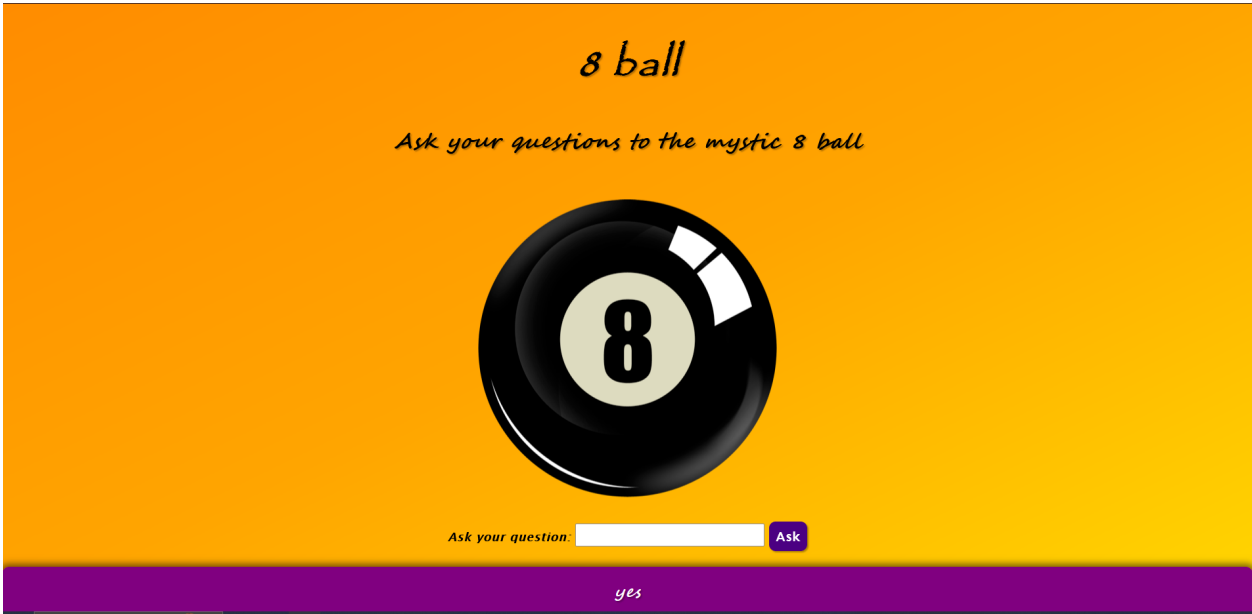 8 ball
Ask your questions to the mystic 8 ball
8
Ask your question: Ask
yes